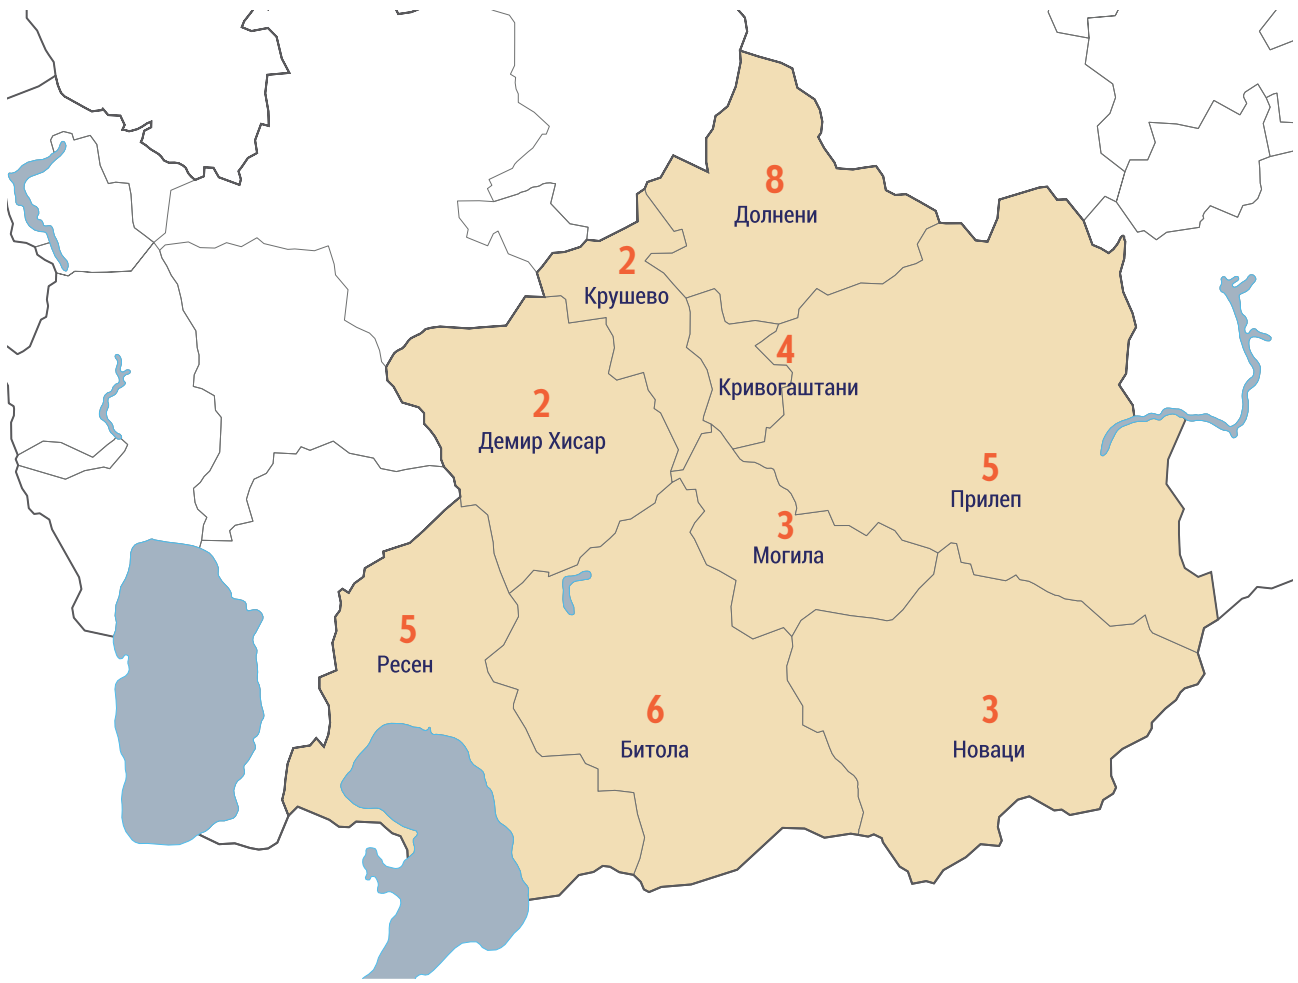 8
Долнени
2
Крушево
4
Кривогаштани
2
Демир Хисар
5
Прилеп
3
Могила
5
Ресен
6
Битола
3
Новаци